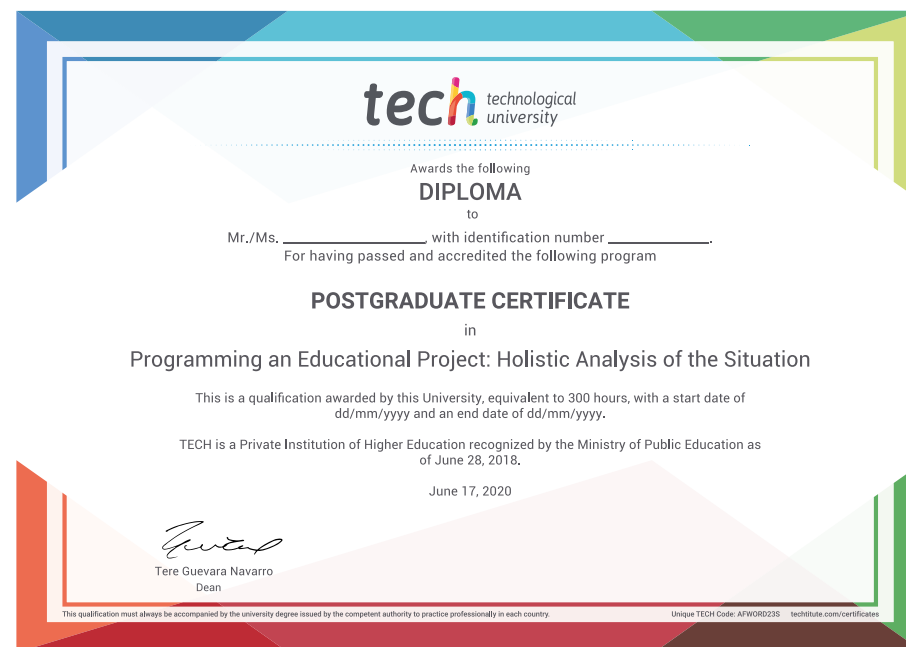 tech technological
university
Awards the following
DIPLOMA
to
Mr./Ms. ____________________, with identification number ______________.
For having passed and accredited the following program
POSTGRADUATE CERTIFICATE
in
Programming an Educational Project: Holistic Analysis of the Situation
This is a qualification awarded by this University, equivalent to 300 hours, with a start date of
dd/mm/yyyy and an end date of dd/mm/yyyy.
TECH is a Private Institution of Higher Education recognized by the Ministry of Public Education as
of June 28, 2018.
June 17, 2020
Tere Guevara Navarro
Dean
This qualification must always be accompanied by the university degree issued by the competent authority to practice professionally in each country. Unique TECH Code: AFWORD23S techtitute.com/certificates